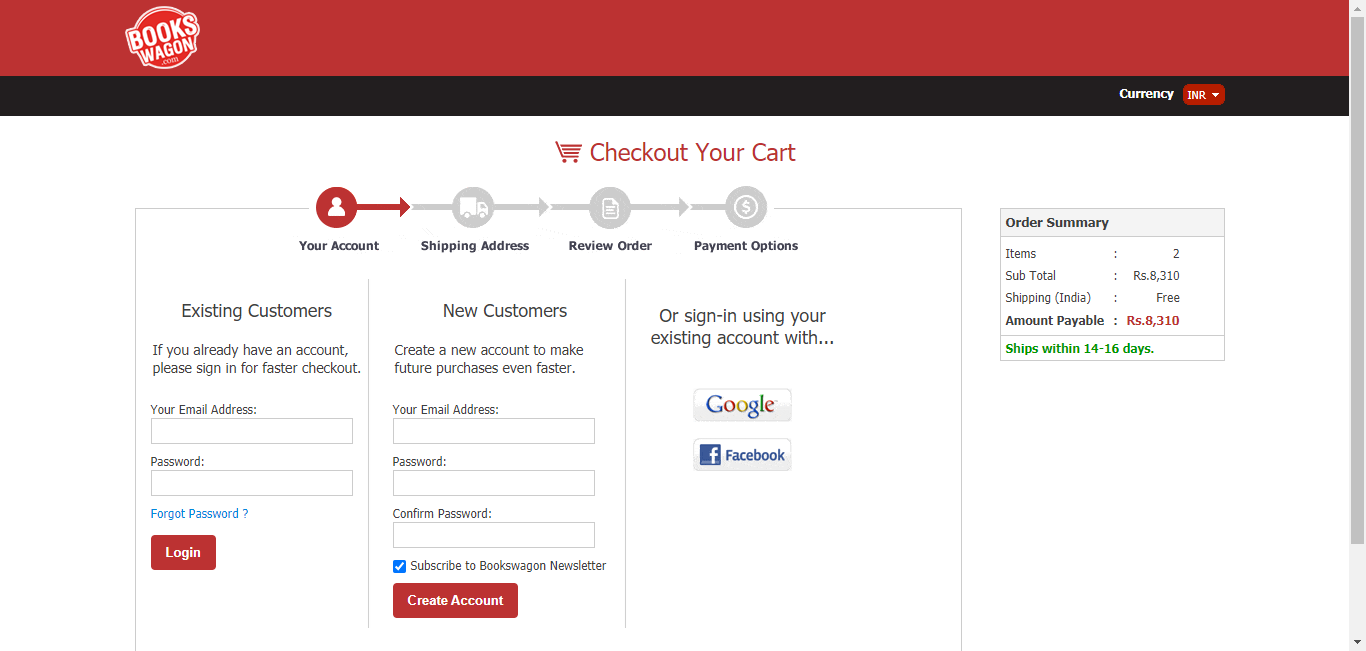 BOOKS
WAGON
.com
Currency INR
Checkout Your Cart
Your Account
Shipping Address
Review Order
Payment Options
Existing Customers
If you already have an account,
please sign in for faster checkout.
Your Email Address:
Password:
Forgot Password ?
Login
New Customers
Create a new account to make
future purchases even faster.
Your Email Address:
Password:
Confirm Password:
Subscribe to Bookswagon Newsletter
Create Account
Or sign-in using your
existing account with...
Google
f Facebook
Order Summary
Items : 2
Sub Total : Rs.8,310
Shipping (India) : Free
Amount Payable : Rs.8,310
Ships within 14-16 days.